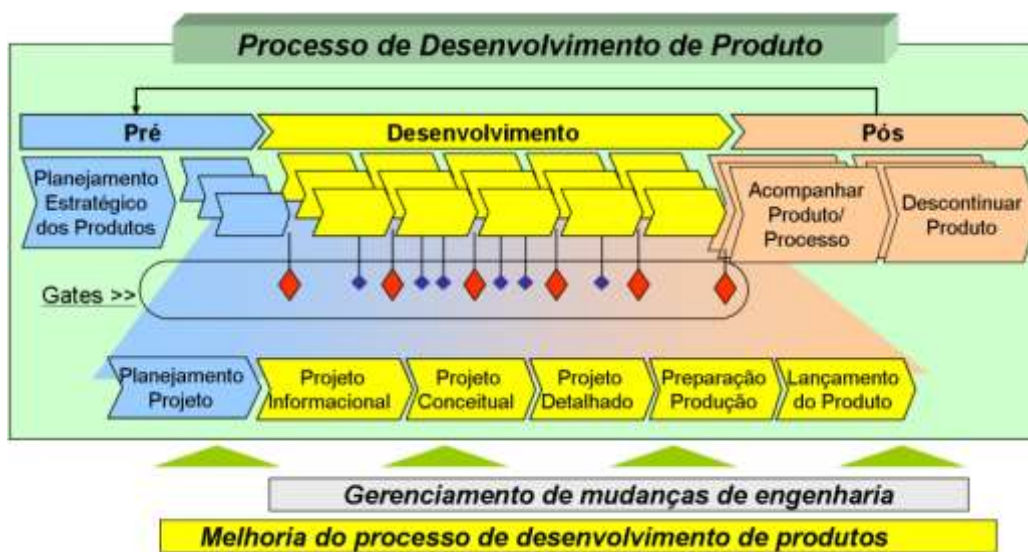 Processo de Desenvolvimento de Produto
Pré
Desenvolvimento
Pós
Planejamento
Estratégico
dos Produtos
Acompanhar
Produto/
Processo
Descontinuar
Produto
Gates >>
Planejamento
Projeto
Projeto
Informacional
Projeto
Conceitual
Projeto
Detalhado
Preparação
Produção
Lançamento
do Produto
Gerenciamento de mudanças de engenharia
Melhoria do processo de desenvolvimento de produtos